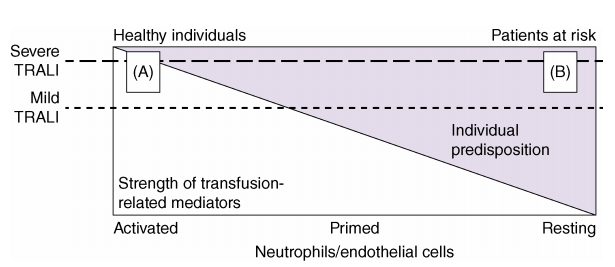 Healthy individuals
Patients at risk
Severe
TRALI
(A)
(B)
Mild
TRALI
Individual
predisposition
Strength of transfusion-
related mediators
Activated
Primed
Resting
Neutrophils/endothelial cells